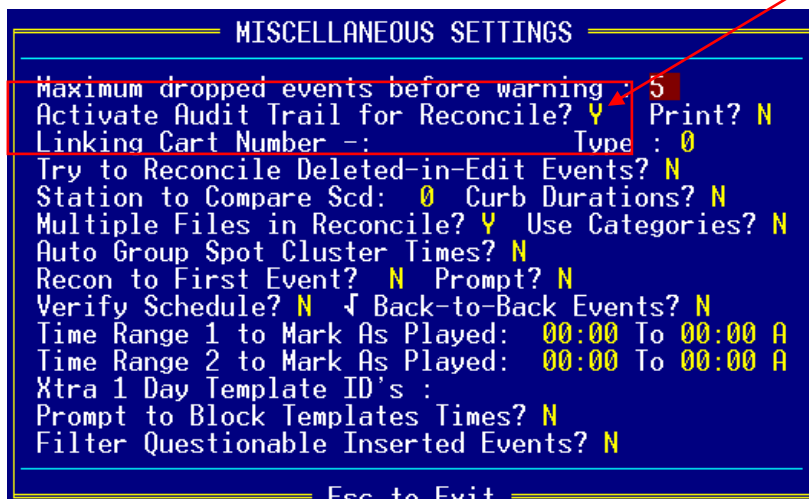 MISCELLANEOUS SETTINGS
Maximum dropped events before warning : 5
Activate Audit Trail for Reconcile? Y Print? N
Linking Cart Number -: Type : 0
Try to Reconcile Deleted-in-Edit Events? N
Station to Compare Scd: 0 Curb Durations? N
Multiple Files in Reconcile? Y Use Categories? N
Auto Group Spot Cluster Times? N
Recon to First Event? N Prompt? N
Verify Schedule? N √ Back-to-Back Events? N
Time Range 1 to Mark As Played: 00:00 To 00:00 A
Time Range 2 to Mark As Played: 00:00 To 00:00 A
Xtra 1 Day Template ID's :
Prompt to Block Templates Times? N
Filter Questionable Inserted Events? N
Esc to Exit